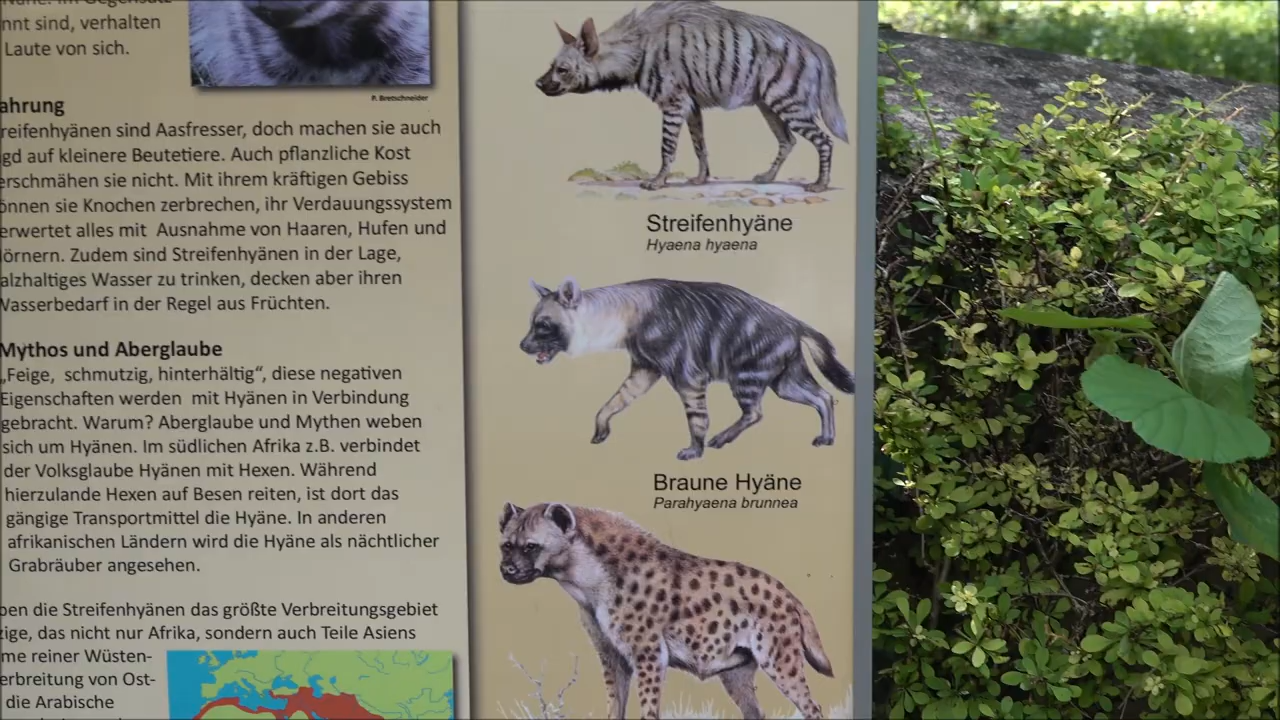 nnt sind, verhalten
Laute von sich.
P. Bretschneider
ahrung
reifenhyänen sind Aasfresser, doch machen sie auch
gd auf kleinere Beutetiere. Auch pflanzliche Kost
erschmähen sie nicht. Mit ihrem kräftigen Gebiss
önnen sie Knochen zerbrechen, ihr Verdauungssystem
erwertet alles mit Ausnahme von Haaren, Hufen und
örnern. Zudem sind Streifenhyänen in der Lage,
alzhaltiges Wasser zu trinken, decken aber ihren
Wasserbedarf in der Regel aus Früchten.
Mythos und Aberglaube
„Feige, schmutzig, hinterhältig“, diese negativen
Eigenschaften werden mit Hyänen in Verbindung
gebracht. Warum? Aberglaube und Mythen weben
sich um Hyänen. Im südlichen Afrika z.B. verbindet
der Volksglaube Hyänen mit Hexen. Während
hierzulande Hexen auf Besen reiten, ist dort das
gängige Transportmittel die Hyäne. In anderen
afrikanischen Ländern wird die Hyäne als nächtlicher
Grabräuber angesehen.
ben die Streifenhyänen das größte Verbreitungsgebiet
zige, das nicht nur Afrika, sondern auch Teile Asiens
me reiner Wüsten-
erbreitung von Ost-
die Arabische
Streifenhyäne
Hyaena hyaena
Braune Hyäne
Parahyaena brunnea